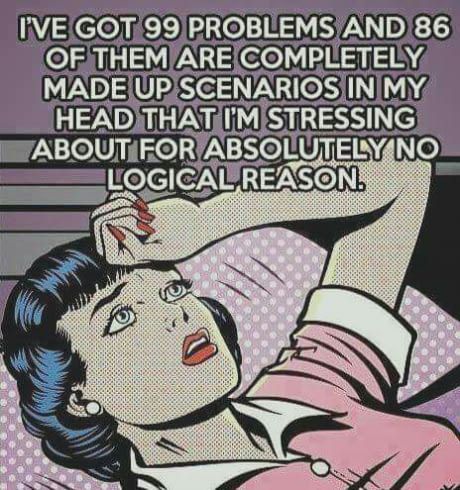 I'VE GOT 99 PROBLEMS AND 86
OF THEM ARE COMPLETELY
MADE UP SCENARIOS IN MY
HEAD THAT I'M STRESSING
ABOUT FOR ABSOLUTELY NO
LOGICAL REASON.